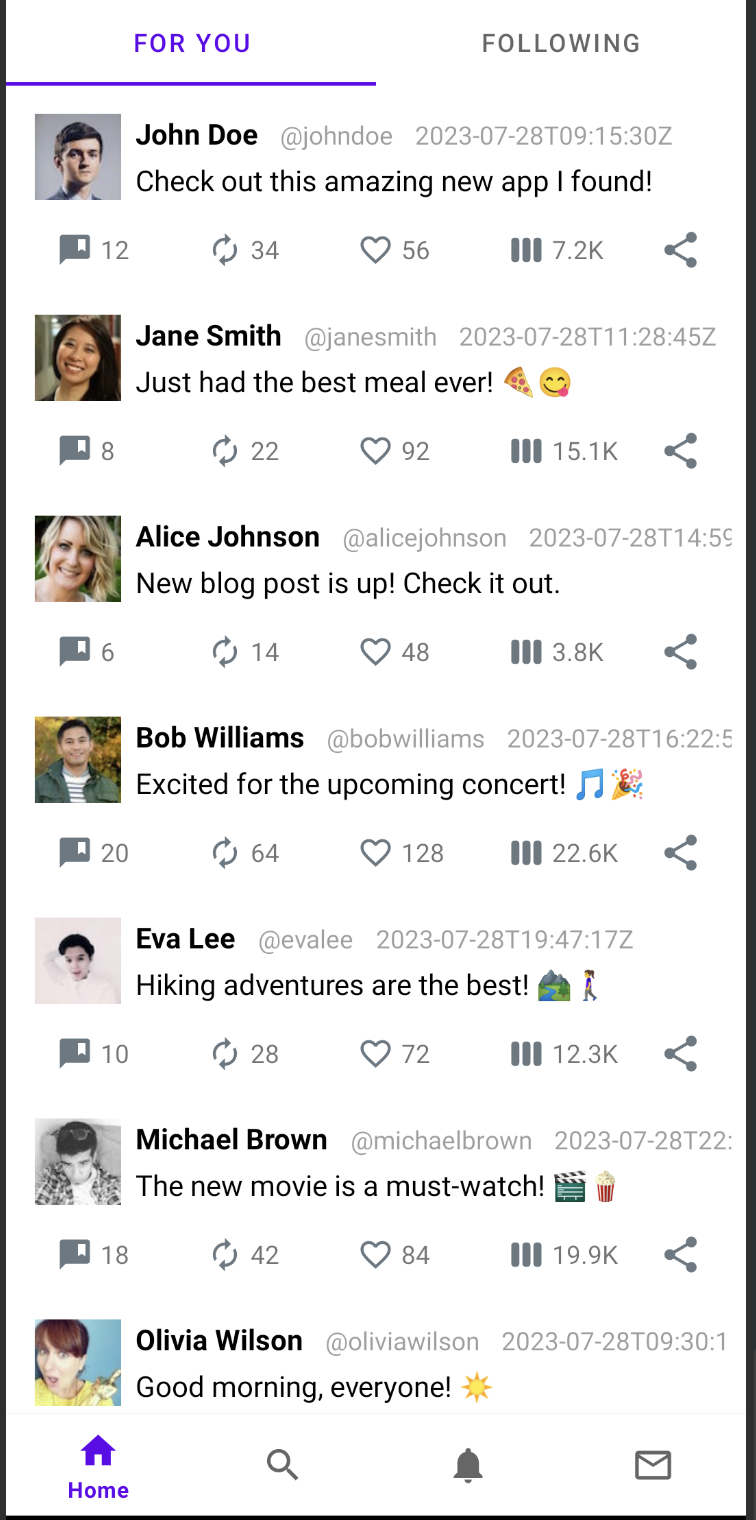 FOR YOU FOLLOWING
John Doe @johndoe 2023-07-28T09:15:30Z
Check out this amazing new app I found!
12 34 56 7.2K
Jane Smith @janesmith 2023-07-28T11:28:45Z
Just had the best meal ever! 🍕😋
8 22 92 15.1K
Alice Johnson @alicejohnson 2023-07-28T14:59
New blog post is up! Check it out.
6 14 48 3.8K
Bob Williams @bobwilliams 2023-07-28T16:22:5
Excited for the upcoming concert! 🎵🎉
20 64 128 22.6K
Eva Lee @evalee 2023-07-28T19:47:17Z
Hiking adventures are the best! 🏞️🚶‍♀️
10 28 72 12.3K
Michael Brown @michaelbrown 2023-07-28T22:
The new movie is a must-watch! 🎬🍿
18 42 84 19.9K
Olivia Wilson @oliviawilson 2023-07-28T09:30:1
Good morning, everyone! ☀️
Home